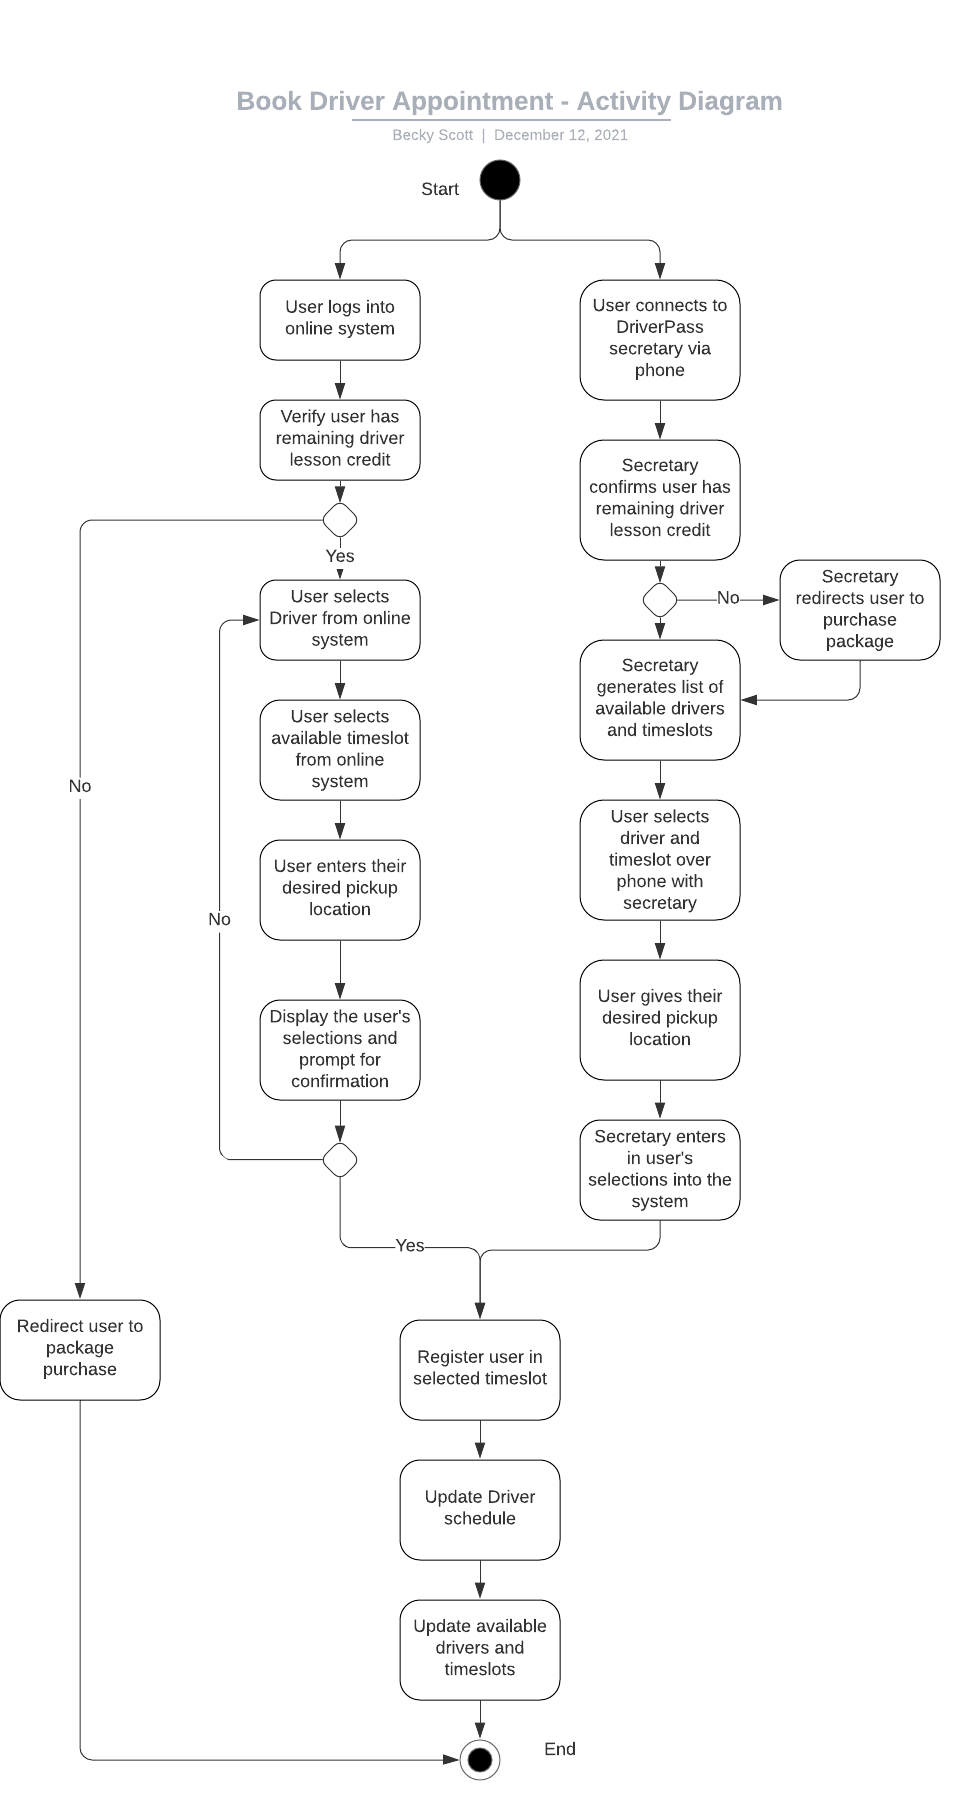 Book Driver Appointment - Activity Diagram
Becky Scott | December 12, 2021
Start
User logs into
online system
User connects to
DriverPass
secretary via
phone
Verify user has
remaining driver
lesson credit
Secretary
confirms user has
remaining driver
lesson credit
Yes
No
Secretary
redirects user to
purchase
package
User selects
Driver from online
system
Secretary
generates list of
available drivers
and timeslots
User selects
available timeslot
from online
system
No
User selects
driver and
timeslot over
phone with
secretary
User enters their
desired pickup
location
No
User gives their
desired pickup
location
Display the user's
selections and
prompt for
confirmation
Secretary enters
in user's
selections into the
system
Yes
Redirect user to
package
purchase
Register user in
selected timeslot
Update Driver
schedule
Update available
drivers and
timeslots
End